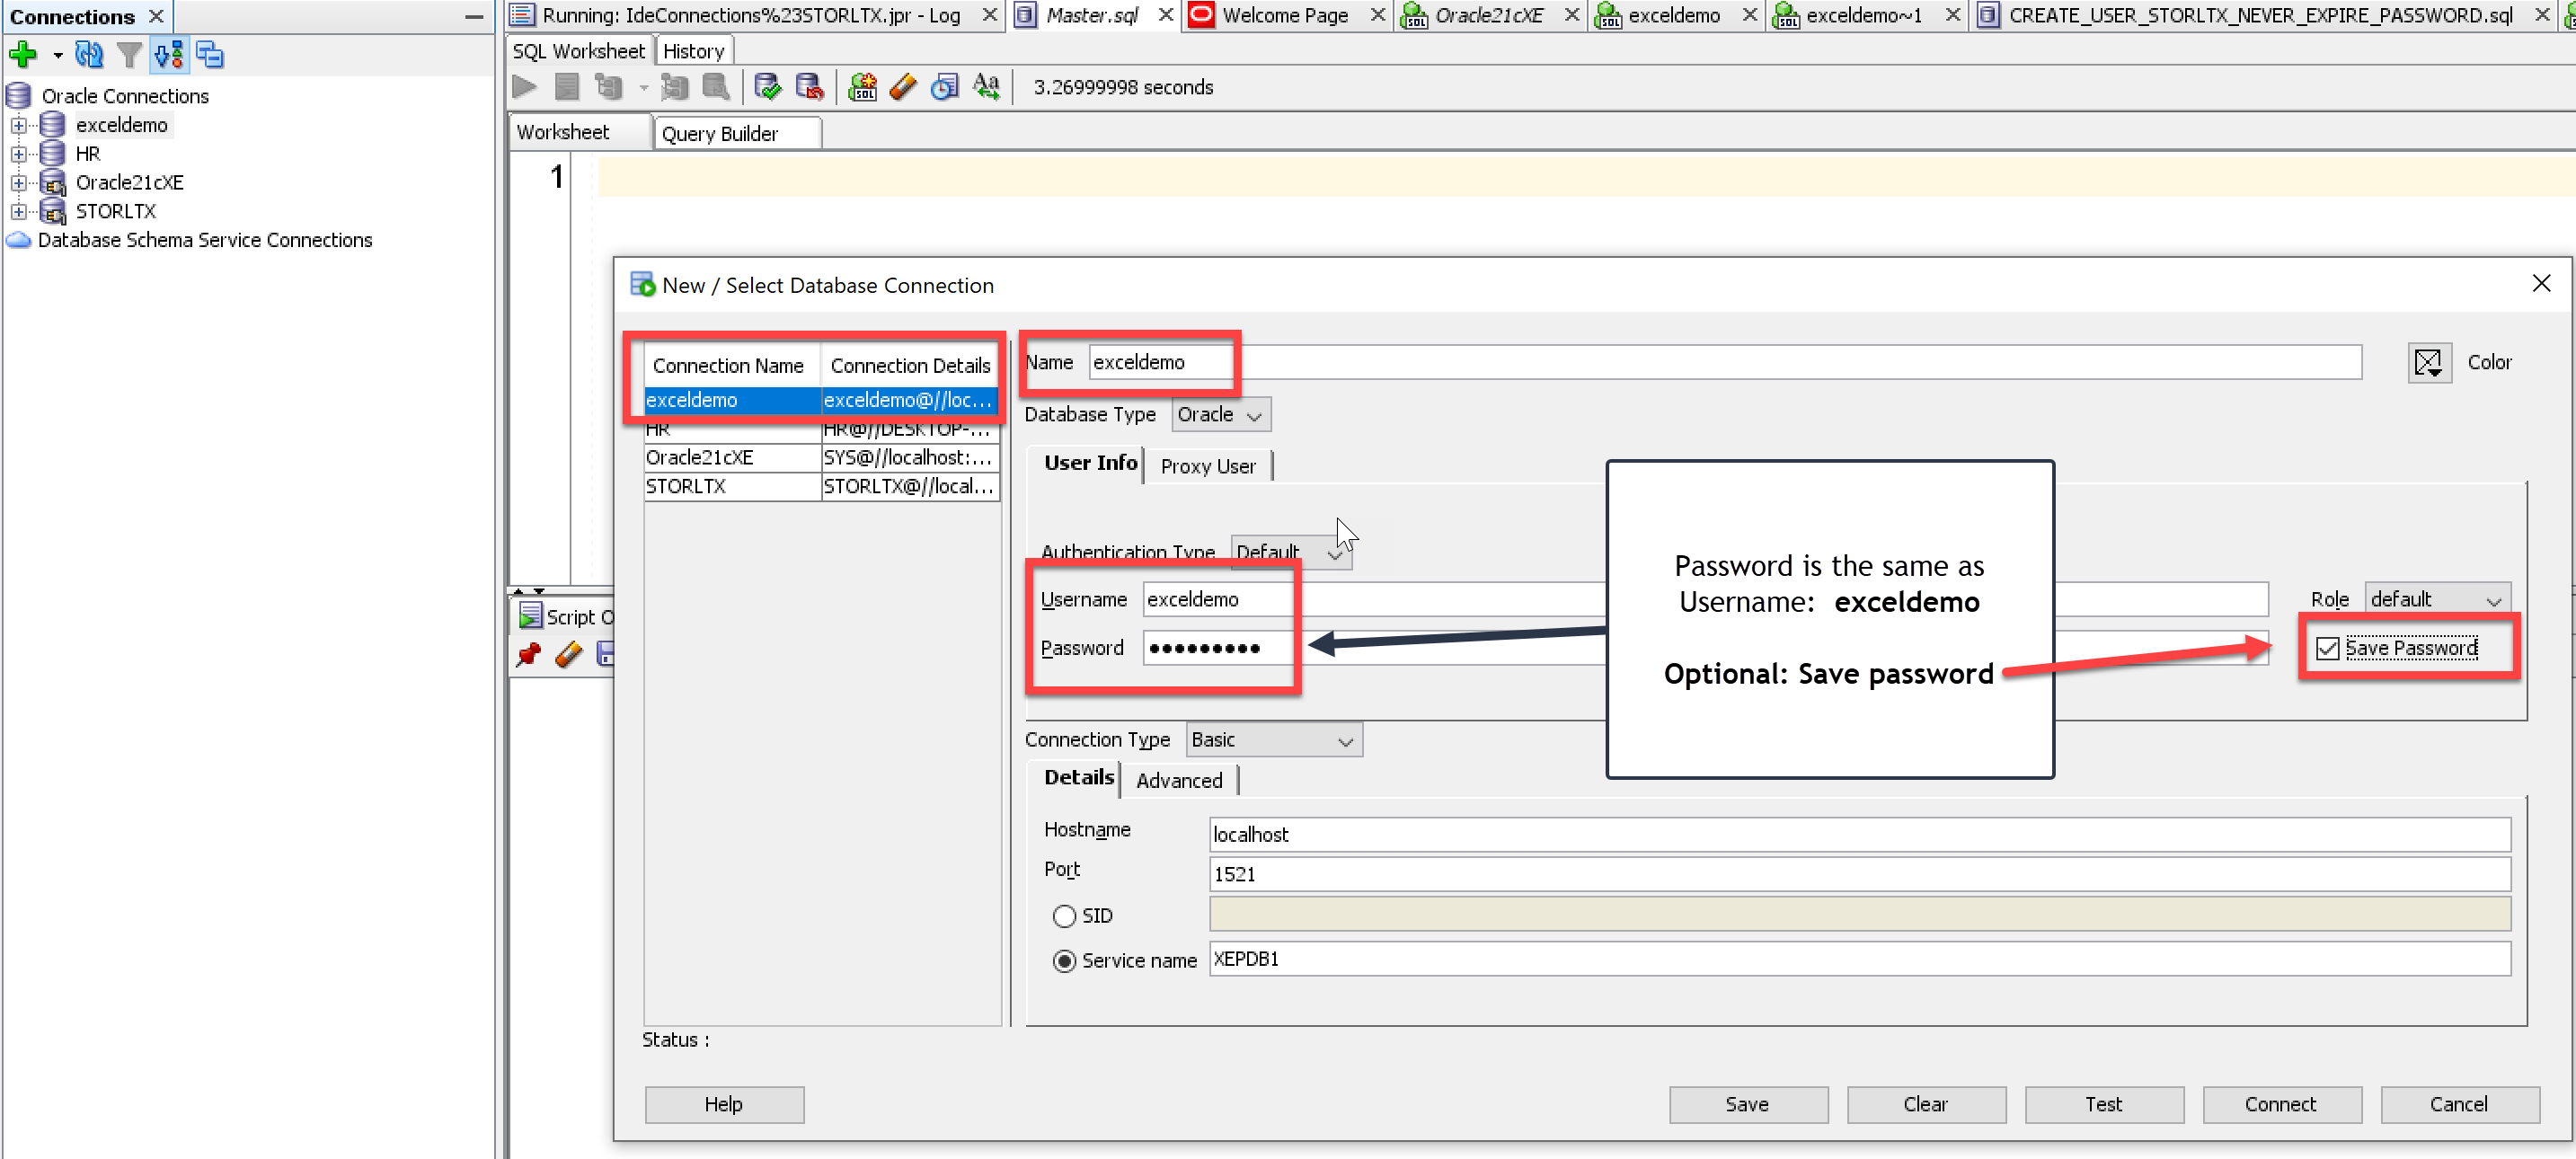 Connections
Running: IdeConnections%23STORLTX.jpr - Log
Master.sql
Welcome Page
Oracle21cXE
exceldemo
exceldemo~1
CREATE_USER_STORLTX_NEVER_EXPIRE_PASSWORD.sql
SQL Worksheet
History
3.26999998 seconds
Worksheet
Query Builder
1
Oracle Connections
exceldemo
HR
Oracle21cXE
STORLTX
Database Schema Service Connections
Script O
New / Select Database Connection
Connection Name
Connection Details
exceldemo
exceldemo@//loc...
HR
HR@//DESKTOP-...
Oracle21cXE
SYS@//localhost:...
STORLTX
STORLTX@//local...
Name
exceldemo
Color
Database Type
Oracle
User Info
Proxy User
Authentication Type
Default
Username
exceldemo
Role
default
Password
•••••••••
Save Password
Password is the same as
Username: exceldemo
Optional: Save password
Connection Type
Basic
Details
Advanced
Hostname
localhost
Port
1521
SID
Service name
XEPDB1
Status :
Help
Save
Clear
Test
Connect
Cancel